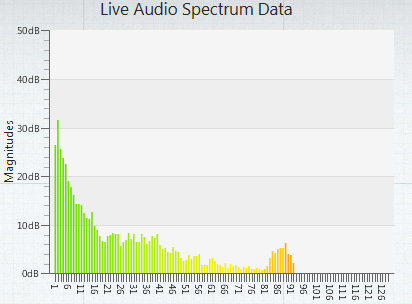 Live Audio Spectrum Data
50dB
40dB
30dB
20dB
10dB
0dB
Magnitudes
1 6 11 16 21 26 31 36 41 46 51 56 61 66 71 76 81 86 91 96 101 106 111 116 121 126